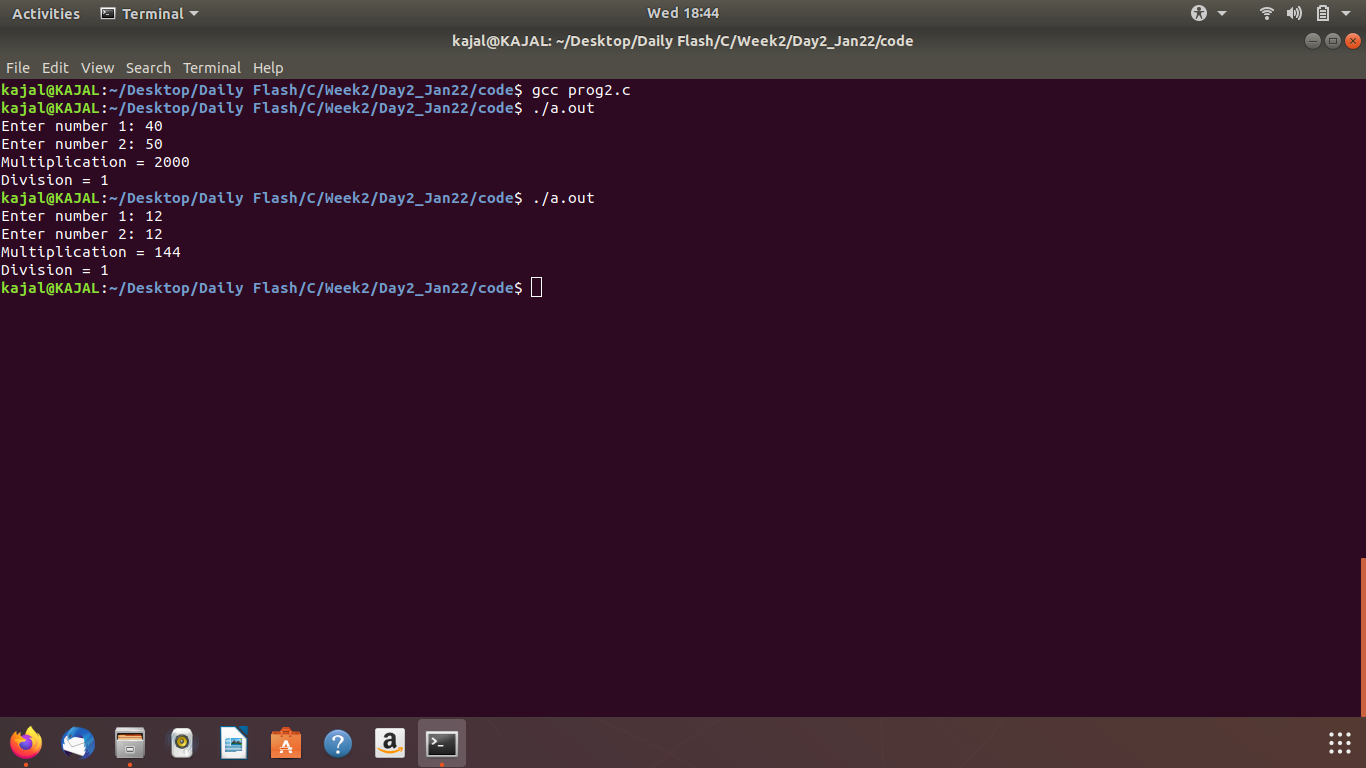 Activities Terminal Wed 18:44
kajal@KAJAL: ~/Desktop/Daily Flash/C/Week2/Day2_Jan22/code
File Edit View Search Terminal Help
kajal@KAJAL:~/Desktop/Daily Flash/C/Week2/Day2_Jan22/code$ gcc prog2.c
kajal@KAJAL:~/Desktop/Daily Flash/C/Week2/Day2_Jan22/code$ ./a.out
Enter number 1: 40
Enter number 2: 50
Multiplication = 2000
Division = 1
kajal@KAJAL:~/Desktop/Daily Flash/C/Week2/Day2_Jan22/code$ ./a.out
Enter number 1: 12
Enter number 2: 12
Multiplication = 144
Division = 1
kajal@KAJAL:~/Desktop/Daily Flash/C/Week2/Day2_Jan22/code$